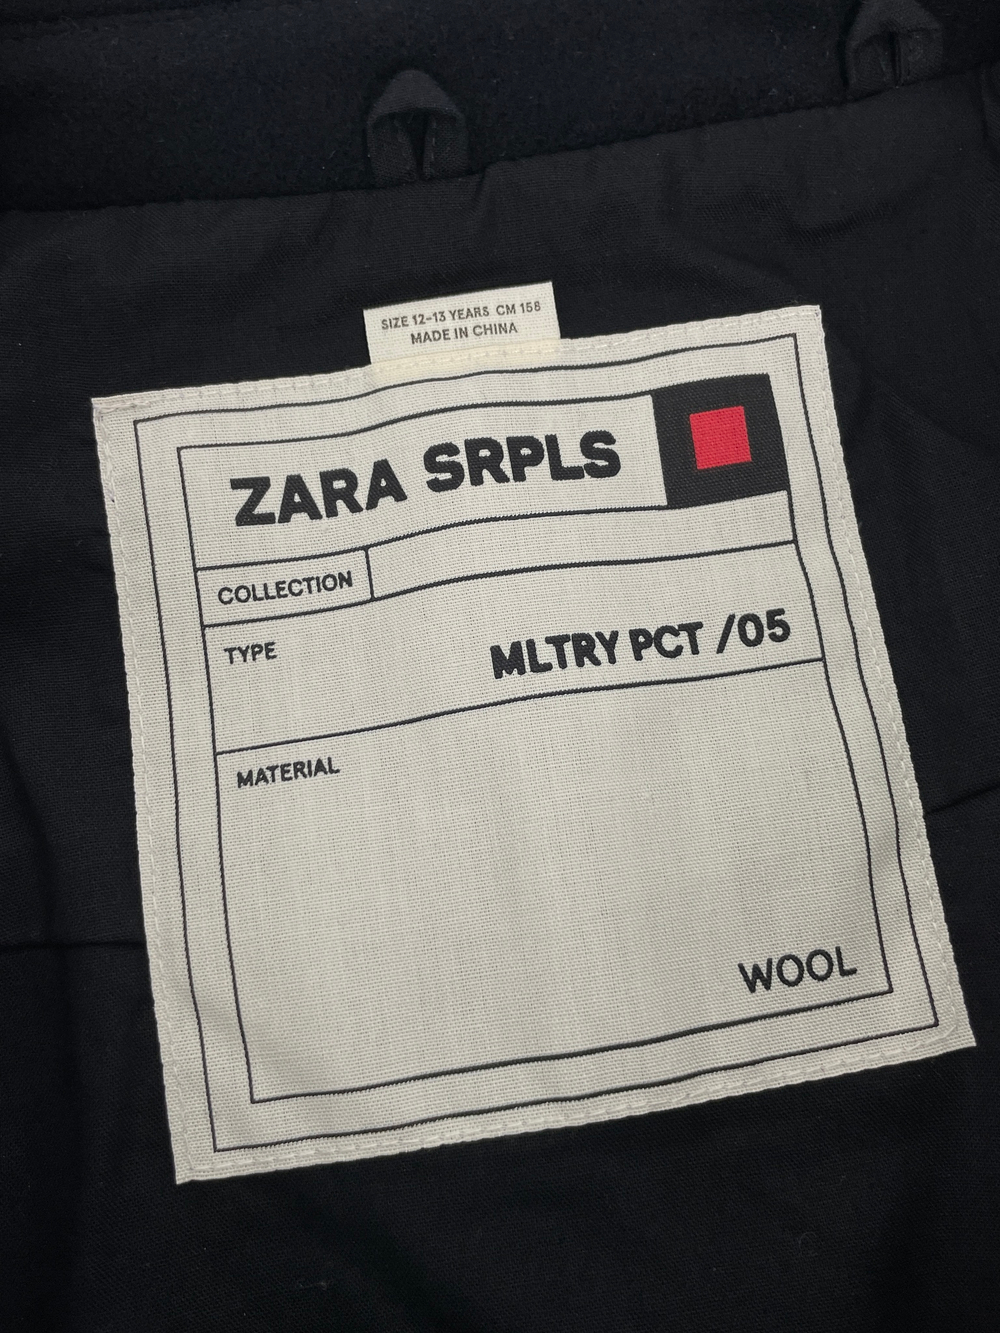 SIZE 12-13 YEARS CM 158
MADE IN CHINA
ZARA SRPLS
COLLECTION
TYPE
MLTRY PCT /05
MATERIAL
WOOL